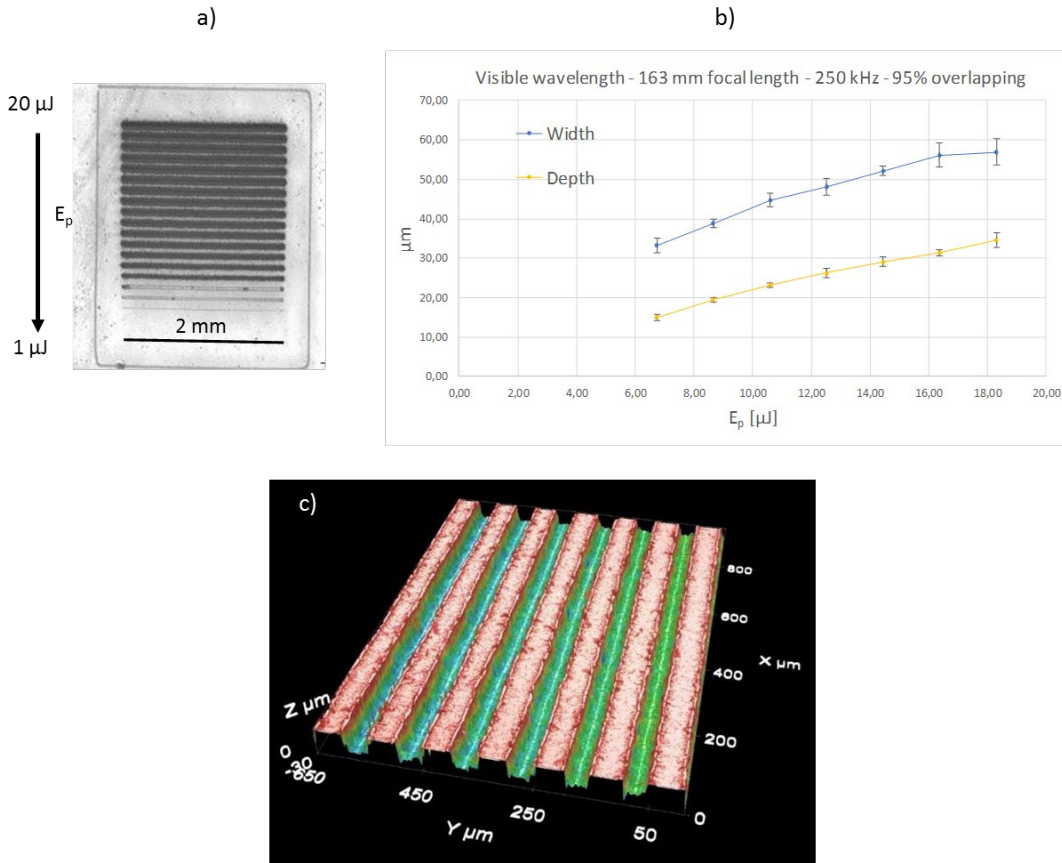 a)
b)
20 µJ
E_p
1 µJ
2 mm
Visible wavelength - 163 mm focal length - 250 kHz - 95% overlapping
Width
Depth
µm
70,00
60,00
50,00
40,00
30,00
20,00
10,00
0,00
0,00 2,00 4,00 6,00 8,00 10,00 12,00 14,00 16,00 18,00 20,00
E_p [µJ]
c)
800
600
X µm
400
200
0
Z µm
0
-650
450
250
50
Y µm